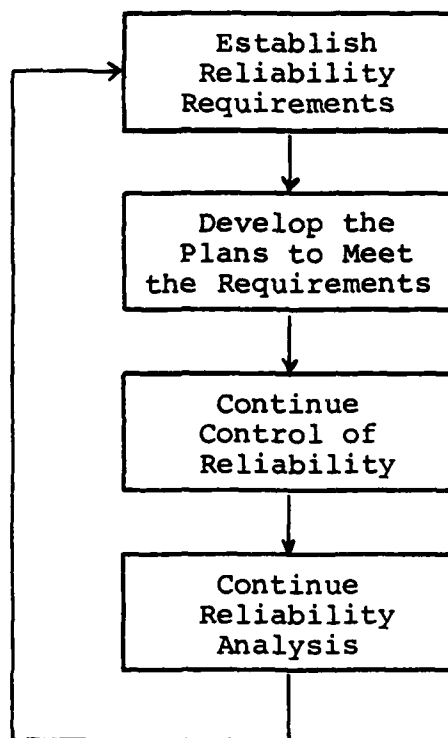 Establish
Reliability
Requirements
Develop the
Plans to Meet
the Requirements
Continue
Control of
Reliability
Continue
Reliability
Analysis